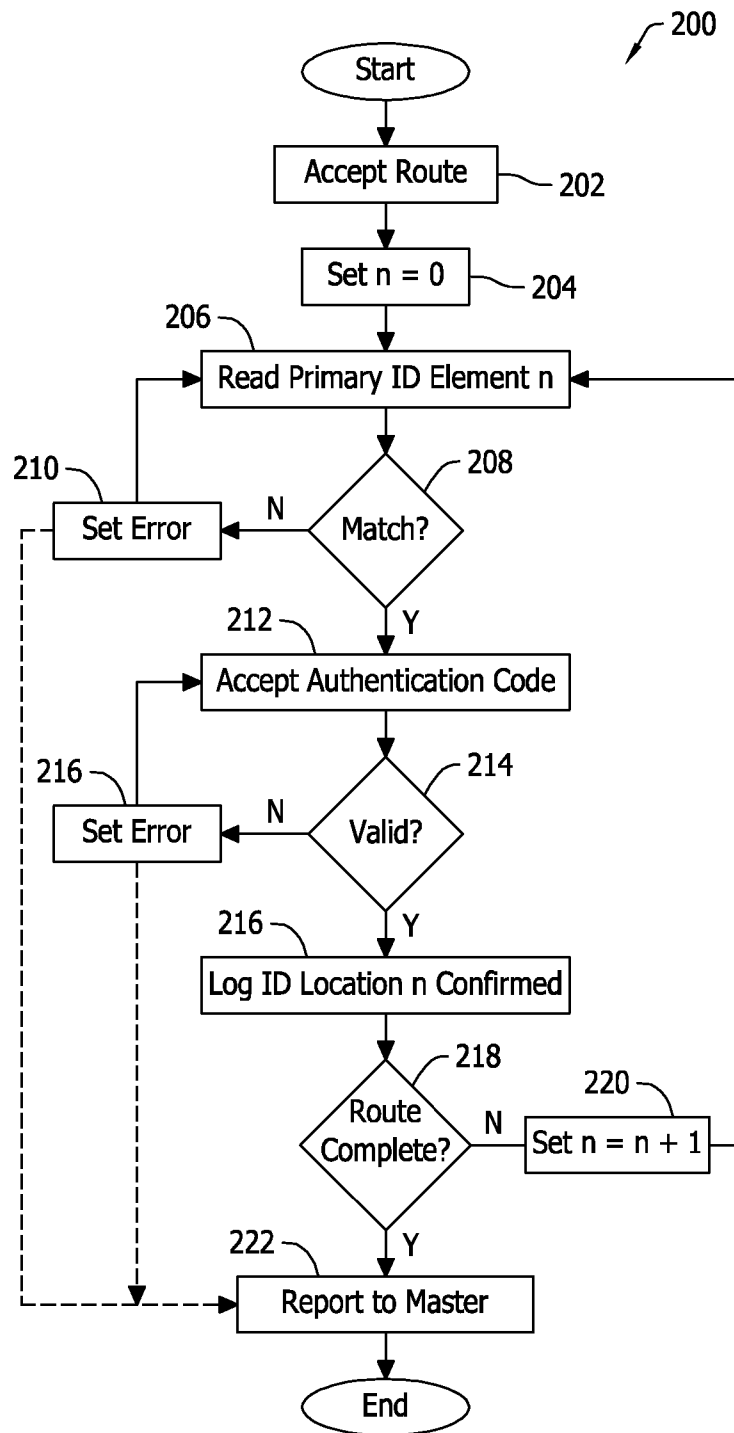 200
Start
Accept Route
202
Set n = 0
204
206
Read Primary ID Element n
208
210
Match?
N
Set Error
Y
212
Accept Authentication Code
214
216
Valid?
N
Set Error
Y
216
Log ID Location n Confirmed
218
220
Route
Complete?
N
Set n = n + 1
Y
222
Report to Master
End